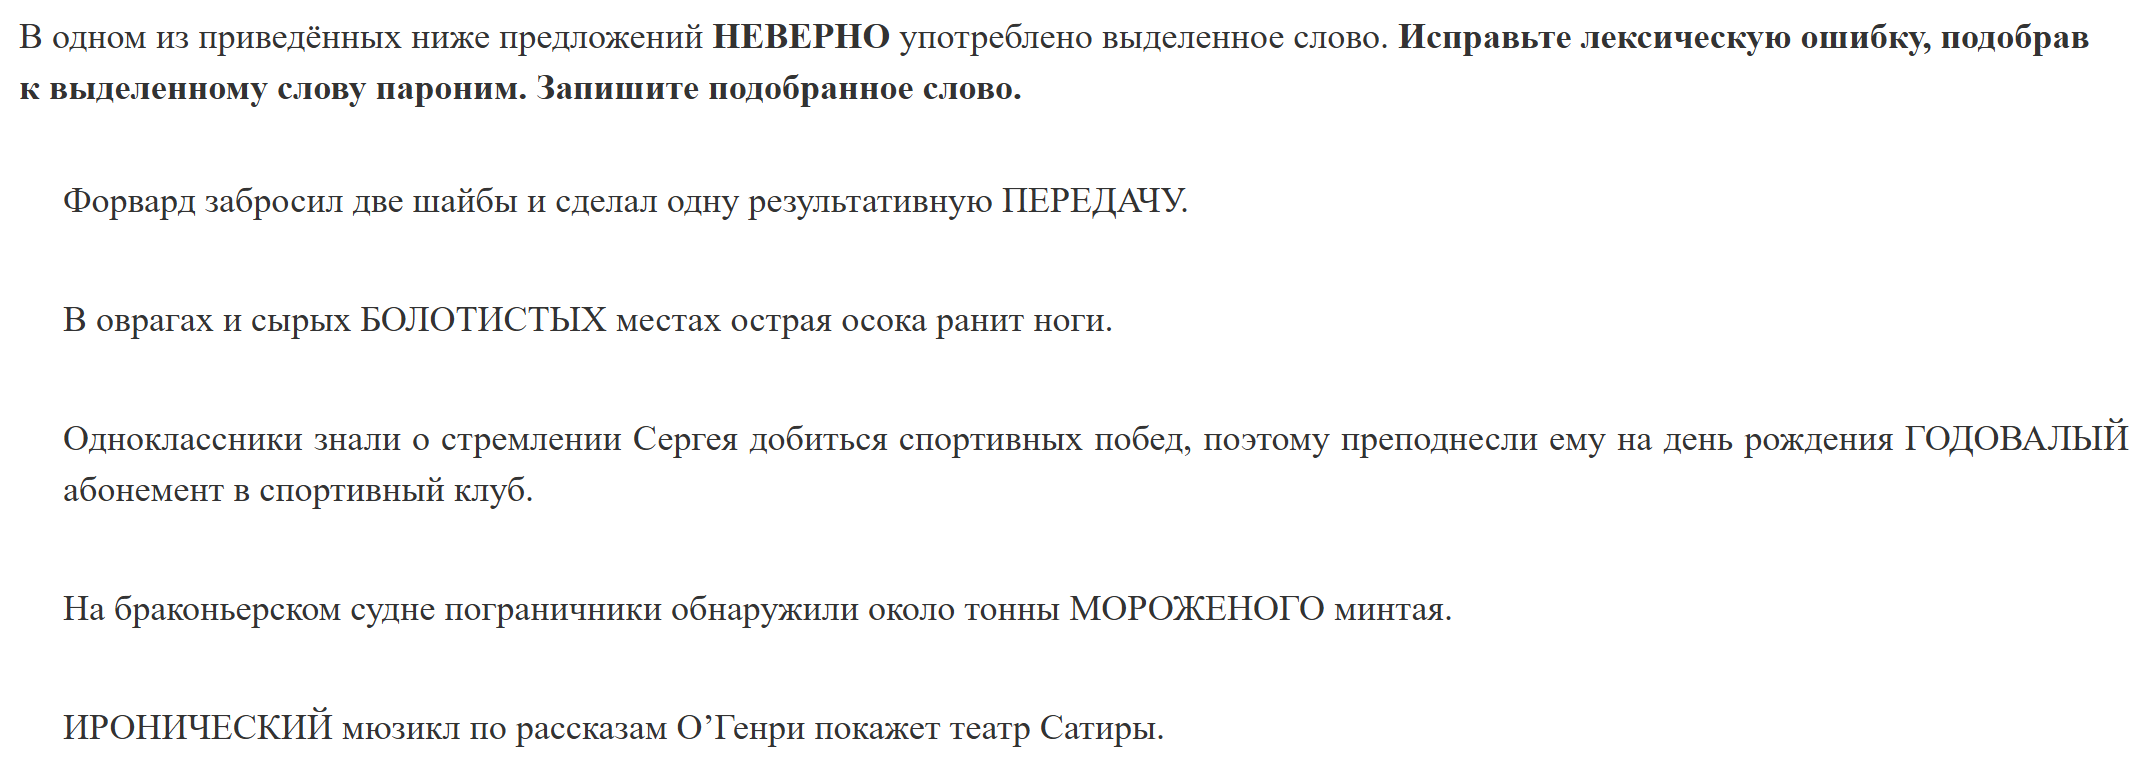 В одном из приведённых ниже предложений НЕВЕРНО употреблено выделенное слово. Исправьте лексическую ошибку, подобрав
к выделенному слову пароним. Запишите подобранное слово.
Форвард забросил две шайбы и сделал одну результативную ПЕРЕДАЧУ.
В оврагах и сырых БОЛОТИСТЫХ местах острая осока ранит ноги.
Одноклассники знали о стремлении Сергея добиться спортивных побед, поэтому преподнесли ему на день рождения ГОДОВАЛЫЙ
абонемент в спортивный клуб.
На браконьерском судне пограничники обнаружили около тонны МОРОЖЕНОГО минтая.
ИРОНИЧЕСКИЙ мюзикл по рассказам О’Генри покажет театр Сатиры.